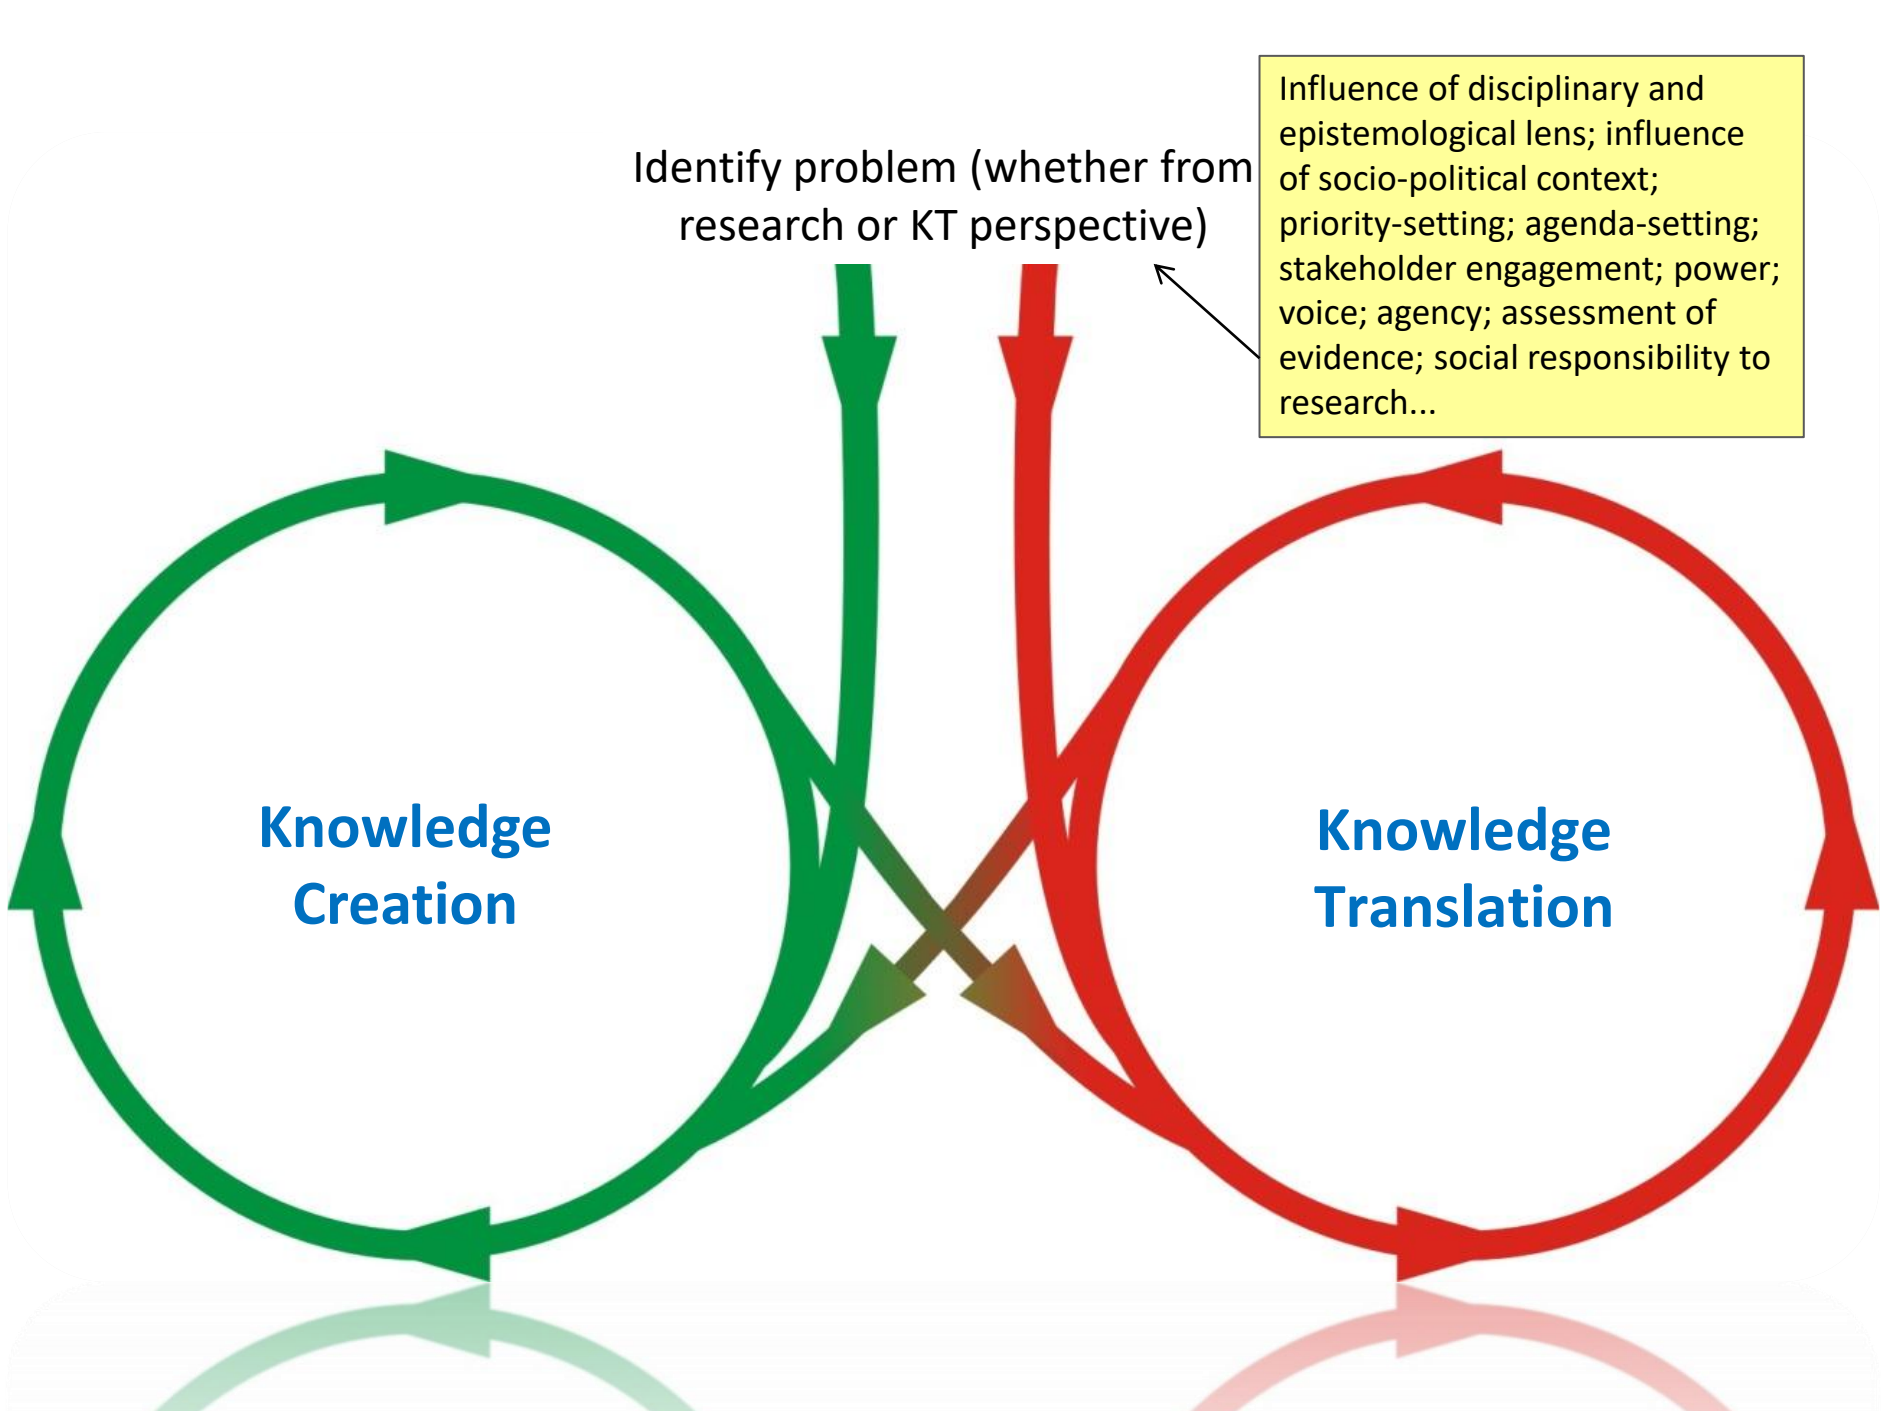 Identify problem (whether from
research or KT perspective)
Influence of disciplinary and
epistemological lens; influence
of socio-political context;
priority-setting; agenda-setting;
stakeholder engagement; power;
voice; agency; assessment of
evidence; social responsibility to
research...
Knowledge
Creation
Knowledge
Translation